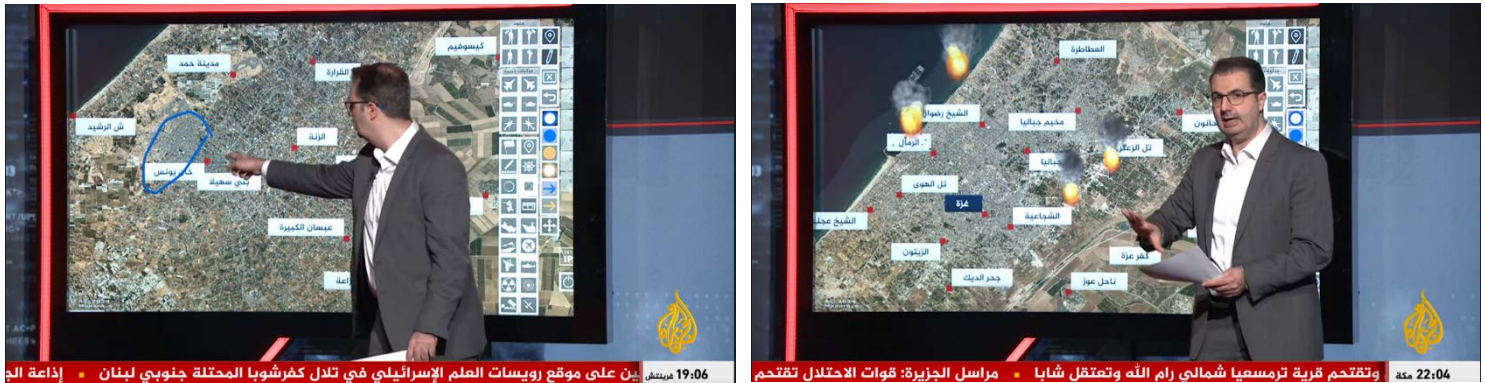 كيسوفيم
مدينة حمد
القرارة
ش الرشيد
الزنة
خان يونس
بني سهيلا
عبسان الكبيرة
19:06 غرينتش
ين على موقع رويسات العلم الإسرائيلي في تلال كفرشوبا المحتلة جنوبي لبنان ▪ إذاعة الج
العطاطرة
الشيخ رضوان
مخيم جباليا
حانون
الرمال
جباليا
تل الزعتر
تل الهوى
غزة
الشجاعية
الشيخ عجلين
الزيتون
كفر عزة
جحر الديك
ناحل عوز
22:04 مكة
وتقتحم قرية ترمسعيا شمالي رام الله وتعتقل شابا ▪ مراسل الجزيرة: قوات الاحتلال تقتحم